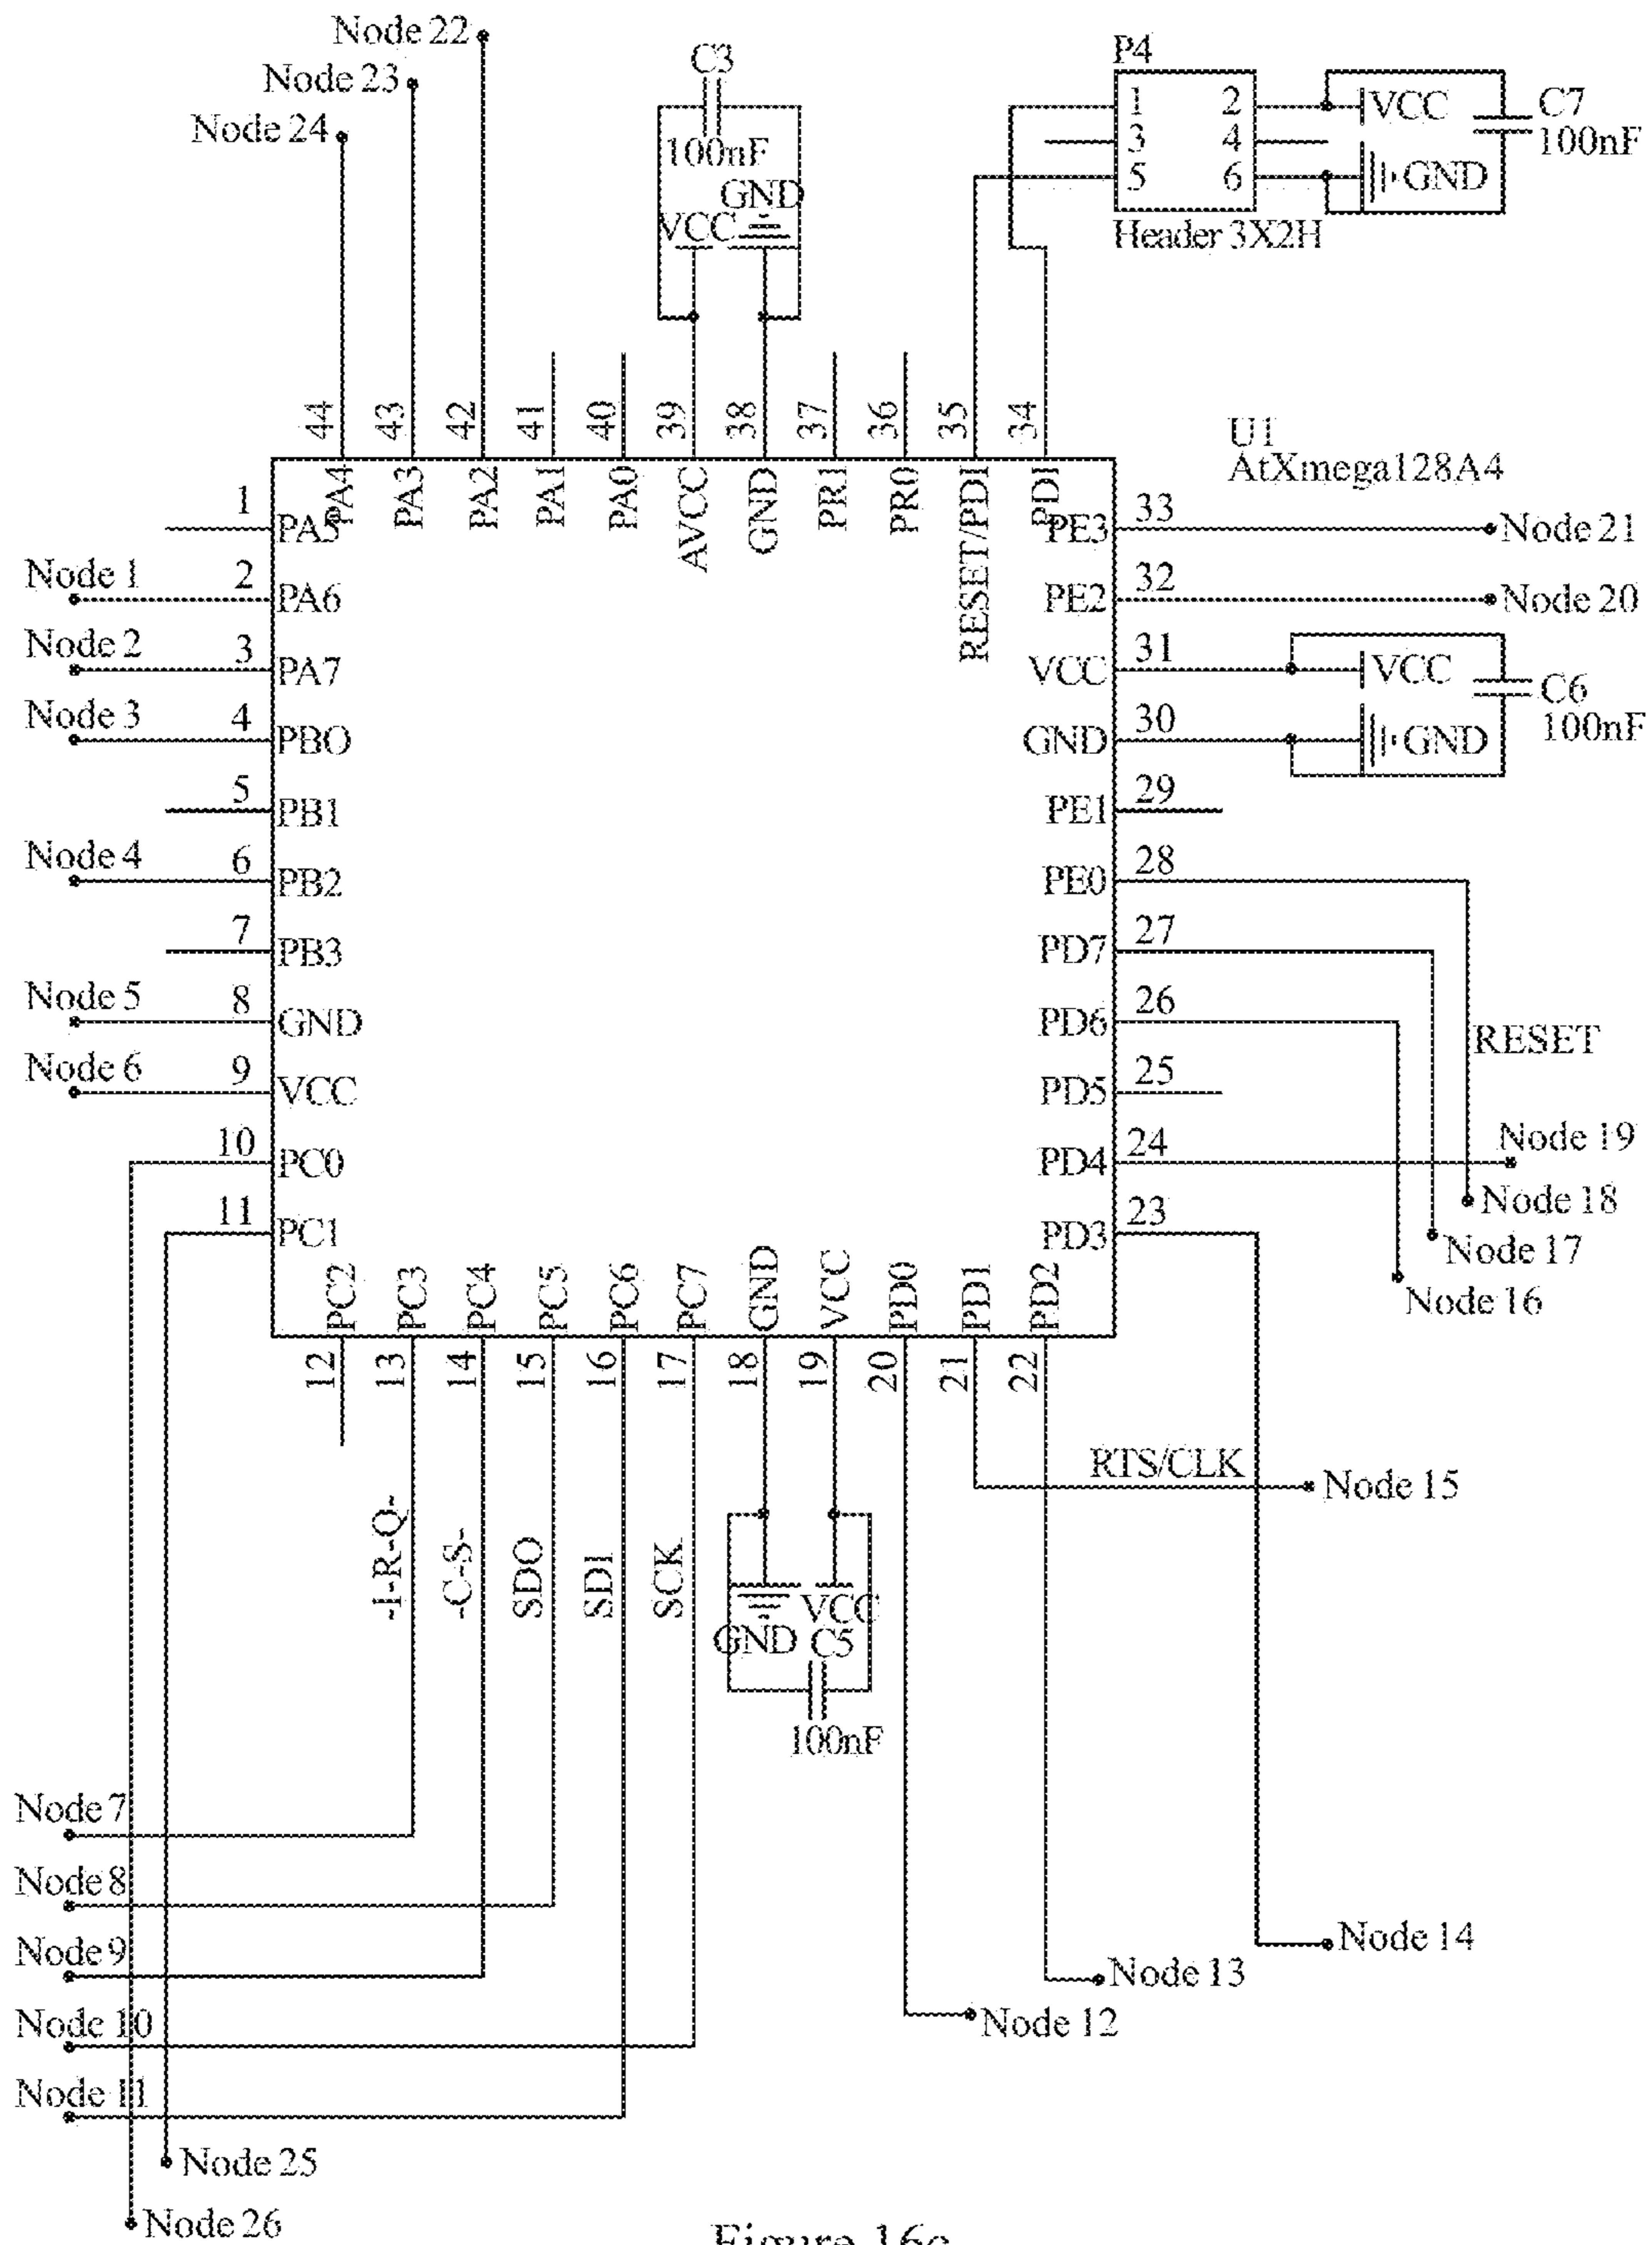 Node 22
Node 23
Node 24
C3
100nF
GND
VCC
P4
1 2
3 4
5 6
Header 3X2H
VCC
GND
C7
100nF
44 43 42 41 40 39 38 37 36 35 34
PA4 PA3 PA2 PA1 PA0 AVCC GND PR1 PR0 RESET/PDI PDI
U1
AtXmega128A4
1 PA5
Node 1 2 PA6
Node 2 3 PA7
Node 3 4 PBO
5 PB1
Node 4 6 PB2
7 PB3
Node 5 8 GND
Node 6 9 VCC
10 PC0
11 PC1
PE3 33 Node 21
PE2 32 Node 20
VCC 31 VCC
GND 30 GND
C6
100nF
PE1 29
PE0 28
PD7 27
PD6 26
RESET
PD5 25
PD4 24 Node 19
PD3 23
Node 18
Node 17
Node 16
PC2 PC3 PC4 PC5 PC6 PC7 GND VCC PD0 PD1 PD2
12 13 14 15 16 17 18 19 20 21 22
RTS/CLK
Node 15
-I-R-Q-
-C-S-
SDO
SDI
SCK
GND
VCC
C5
100nF
Node 7
Node 8
Node 9
Node 10
Node 11
Node 14
Node 13
Node 12
Node 25
Node 26
Figure 16c